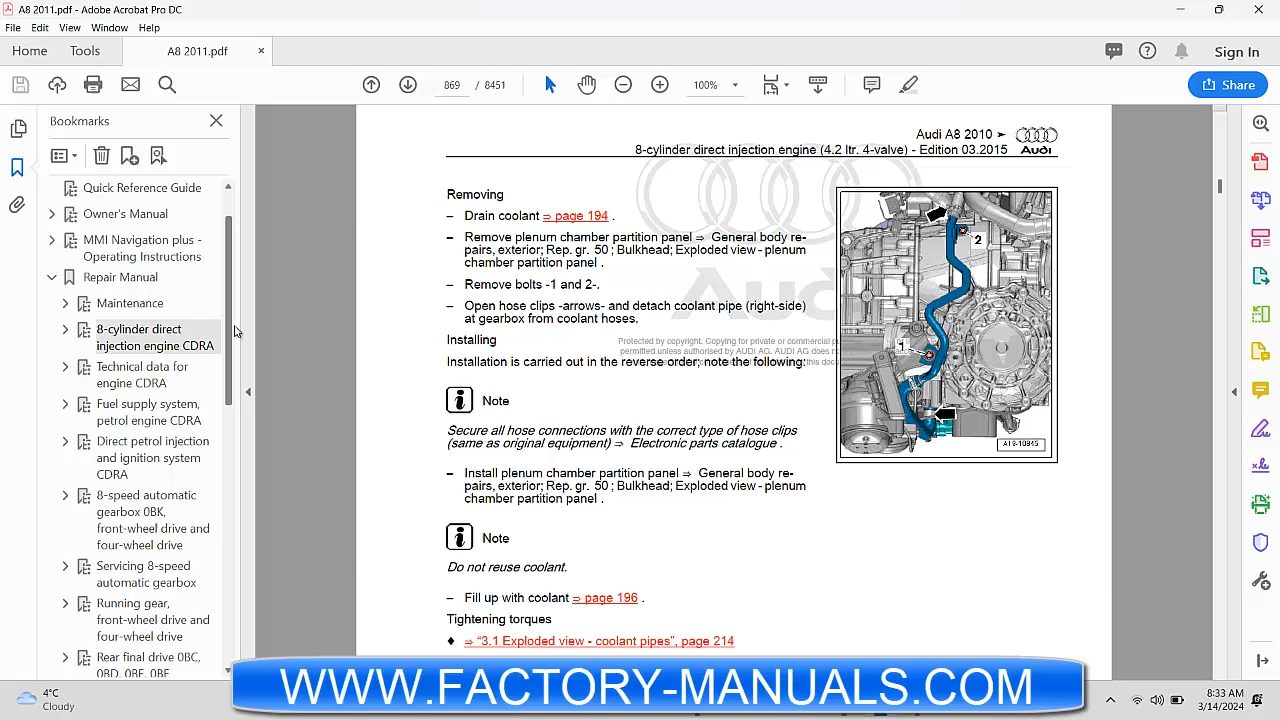 A8 2011.pdf - Adobe Acrobat Pro DC
File Edit View Window Help
Home Tools A8 2011.pdf × Sign In
869 / 8451 100% Share
Bookmarks
Quick Reference Guide
Owner's Manual
MMI Navigation plus -
Operating Instructions
Repair Manual
Maintenance
8-cylinder direct
injection engine CDRA
Technical data for
engine CDRA
Fuel supply system,
petrol engine CDRA
Direct petrol injection
and ignition system
CDRA
8-speed automatic
gearbox 0BK,
front-wheel drive and
four-wheel drive
Servicing 8-speed
automatic gearbox
Running gear,
front-wheel drive and
four-wheel drive
Rear final drive 0BC,
0BD, 0BF, 0BE
Audi A8 2010 ➤
8-cylinder direct injection engine (4.2 ltr. 4-valve) - Edition 03.2015 Audi
Removing
– Drain coolant ⇒ page 194 .
– Remove plenum chamber partition panel ⇒ General body re-
pairs, exterior; Rep. gr. 50 ; Bulkhead; Exploded view - plenum
chamber partition panel .
– Remove bolts -1 and 2-.
– Open hose clips -arrows- and detach coolant pipe (right-side)
at gearbox from coolant hoses.
Installing
Protected by copyright. Copying for private or commercial p
permitted unless authorised by AUDI AG. AUDI AG does n
Installation is carried out in the reverse order; note the following:
Note
Secure all hose connections with the correct type of hose clips
(same as original equipment) ⇒ Electronic parts catalogue .
– Install plenum chamber partition panel ⇒ General body re-
pairs, exterior; Rep. gr. 50 ; Bulkhead; Exploded view - plenum
chamber partition panel .
Note
Do not reuse coolant.
– Fill up with coolant ⇒ page 196 .
Tightening torques
♦ ⇒ “3.1 Exploded view - coolant pipes”, page 214
2
1
A19-10845
Audi
WWW.FACTORY-MANUALS.COM
4°C
Cloudy
8:33 AM
3/14/2024